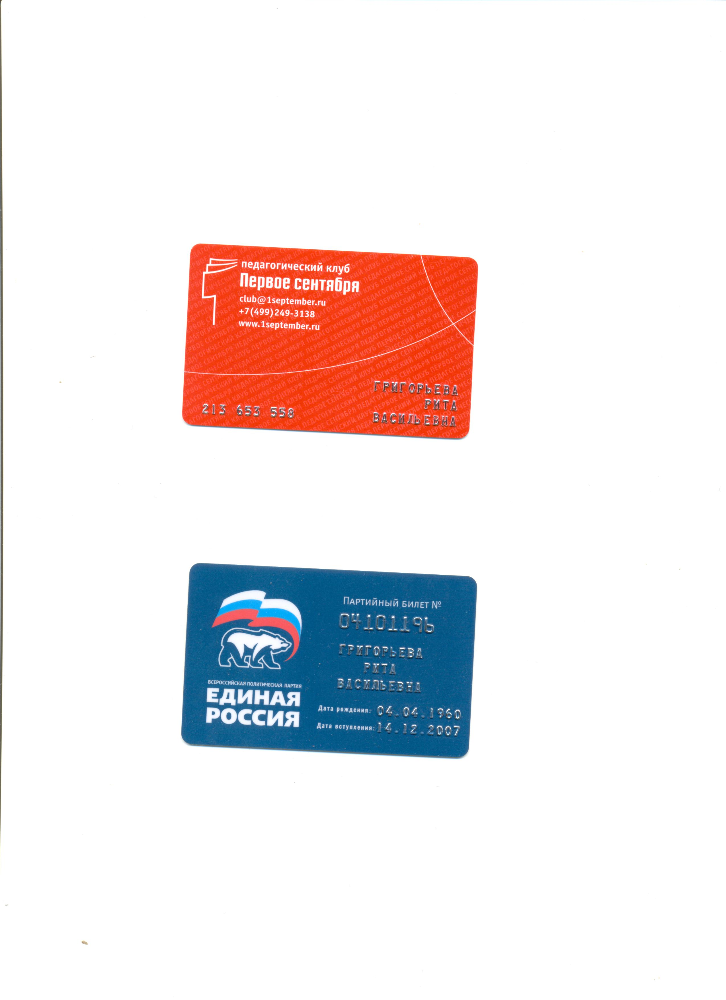 педагогический клуб
Первое сентября
club@1september.ru
+7(499)249-3138
www.1september.ru
ГРИГОРЬЕВА
РИТА
ВАСИЛЬЕВНА
213 653 558
Партийный билет №
04101196
ГРИГОРЬЕВА
РИТА
ВАСИЛЬЕВНА
ВСЕРОССИЙСКАЯ ПОЛИТИЧЕСКАЯ ПАРТИЯ
ЕДИНАЯ
РОССИЯ
Дата рождения: 04.04.1960
Дата вступления: 14.12.2007